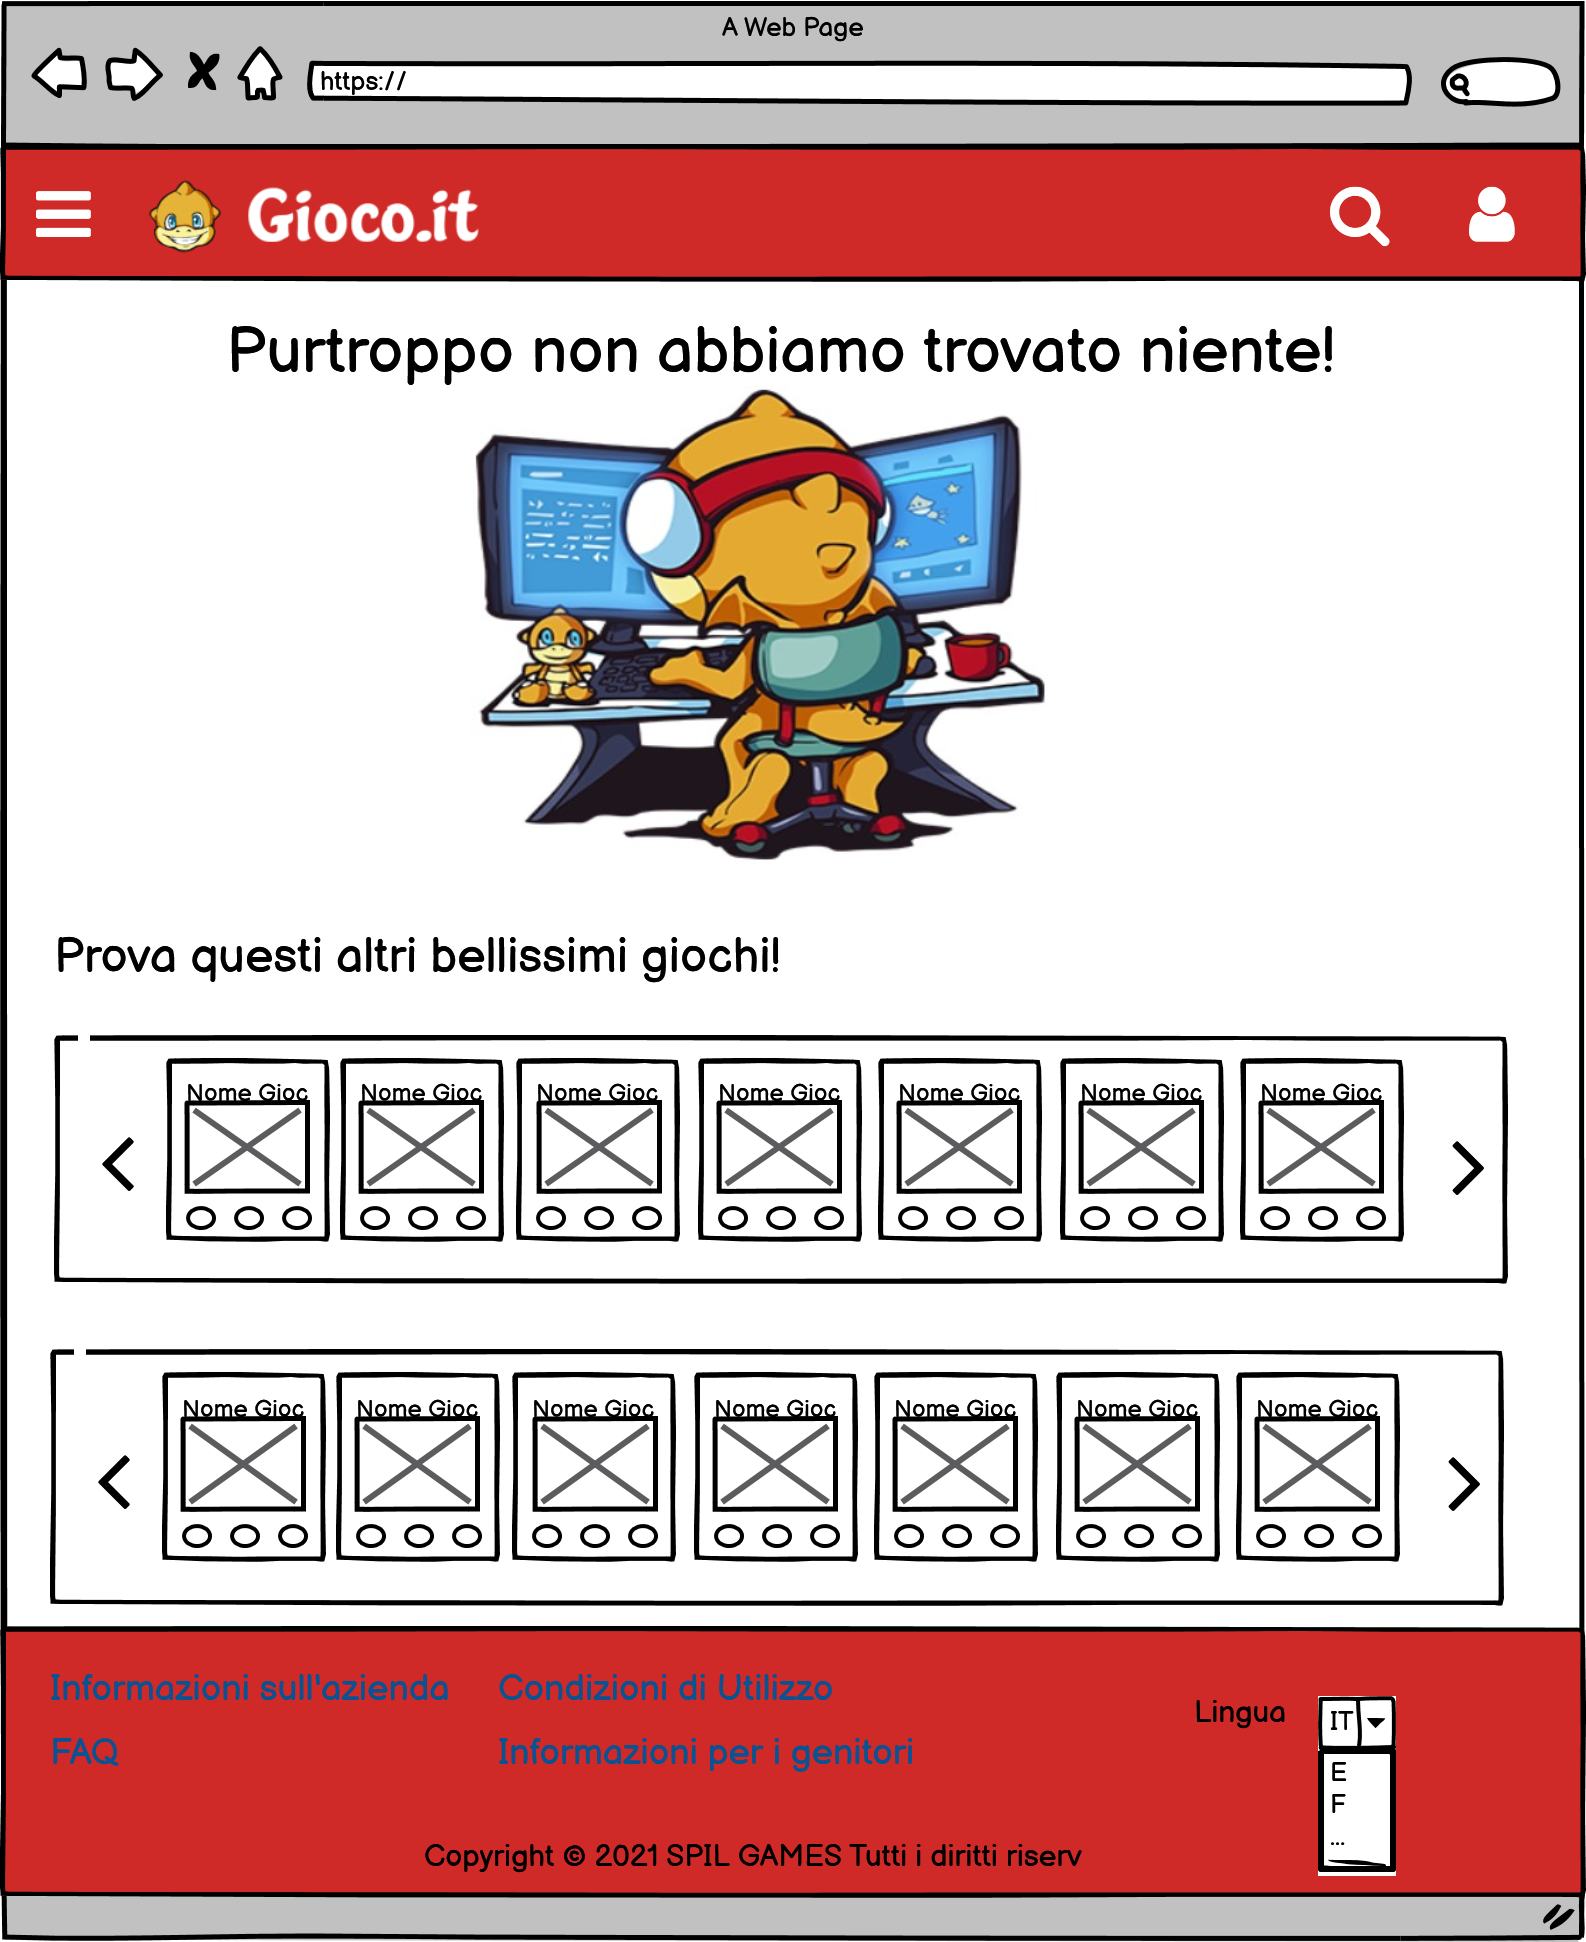 A Web Page
https://
Gioco.it
Purtroppo non abbiamo trovato niente!
Prova questi altri bellissimi giochi!
Nome Gioc Nome Gioc Nome Gioc Nome Gioc Nome Gioc Nome Gioc Nome Gioc
Nome Gioc Nome Gioc Nome Gioc Nome Gioc Nome Gioc Nome Gioc Nome Gioc
Informazioni sull'azienda Condizioni di Utilizzo
Lingua IT
FAQ Informazioni per i genitori
E
F
...
Copyright © 2021 SPIL GAMES Tutti i diritti riserv